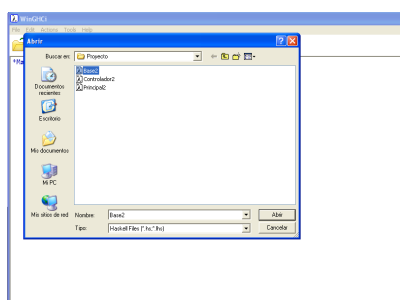 WinGHCi
File Edit Actions Tools Help
Abrir
Buscar en: Proyecto
Base2
Controlador2
Principal2
Documentos recientes
Escritorio
Mis documentos
Mi PC
Mis sitios de red
Nombre: Base2 Abrir
Tipo: Haskell Files (*.hs;*.lhs) Cancelar